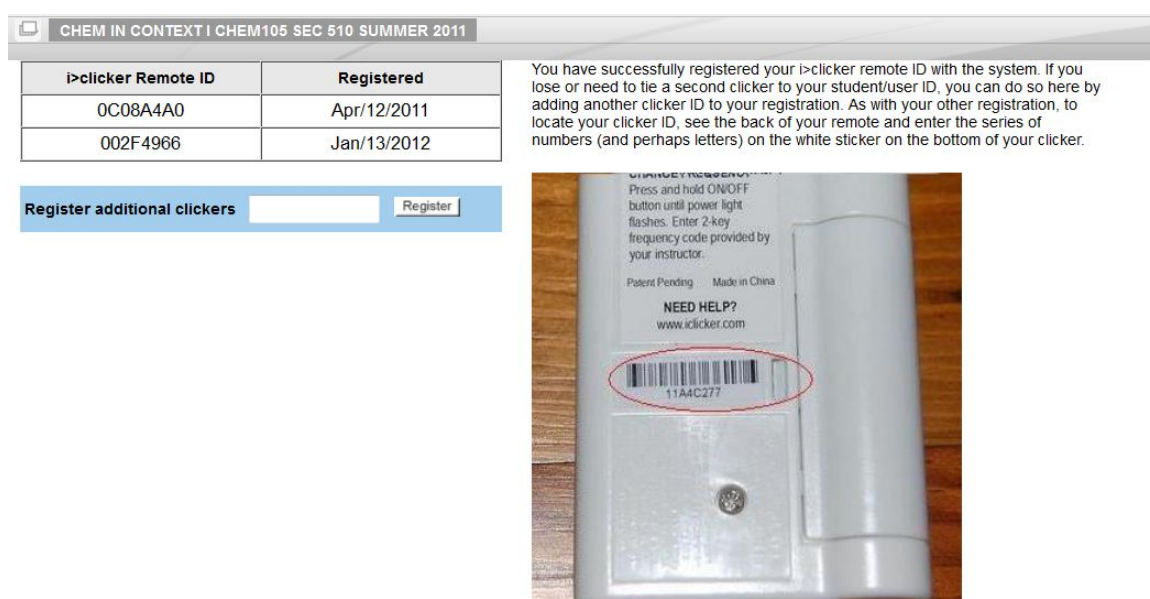 CHEM IN CONTEXT I CHEM105 SEC 510 SUMMER 2011
i>clicker Remote ID Registered
0C08A4A0 Apr/12/2011
002F4966 Jan/13/2012
Register additional clickers Register
You have successfully registered your i>clicker remote ID with the system. If you
lose or need to tie a second clicker to your student/user ID, you can do so here by
adding another clicker ID to your registration. As with your other registration, to
locate your clicker ID, see the back of your remote and enter the series of
numbers (and perhaps letters) on the white sticker on the bottom of your clicker.
Press and hold ON/OFF
button until power light
flashes. Enter 2-key
frequency code provided by
your instructor.
Patent Pending Made in China
NEED HELP?
www.iclicker.com
11A4C277